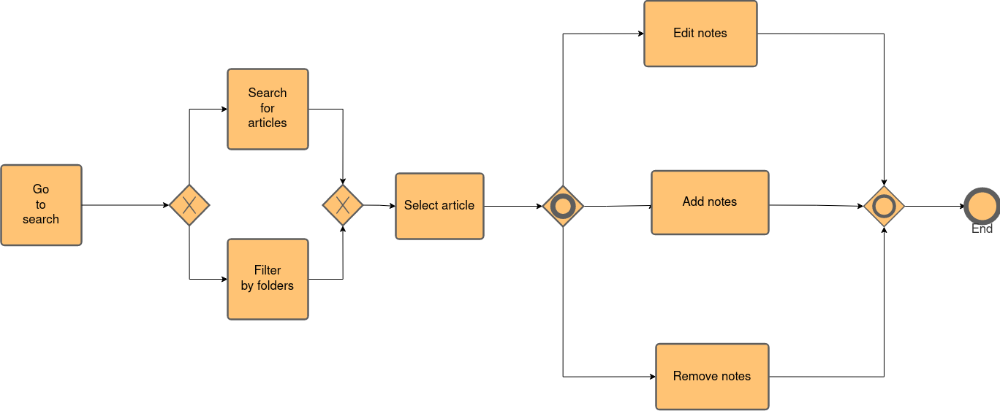 Go
to
search
Search
for
articles
Filter
by folders
Select article
Edit notes
Add notes
Remove notes
End